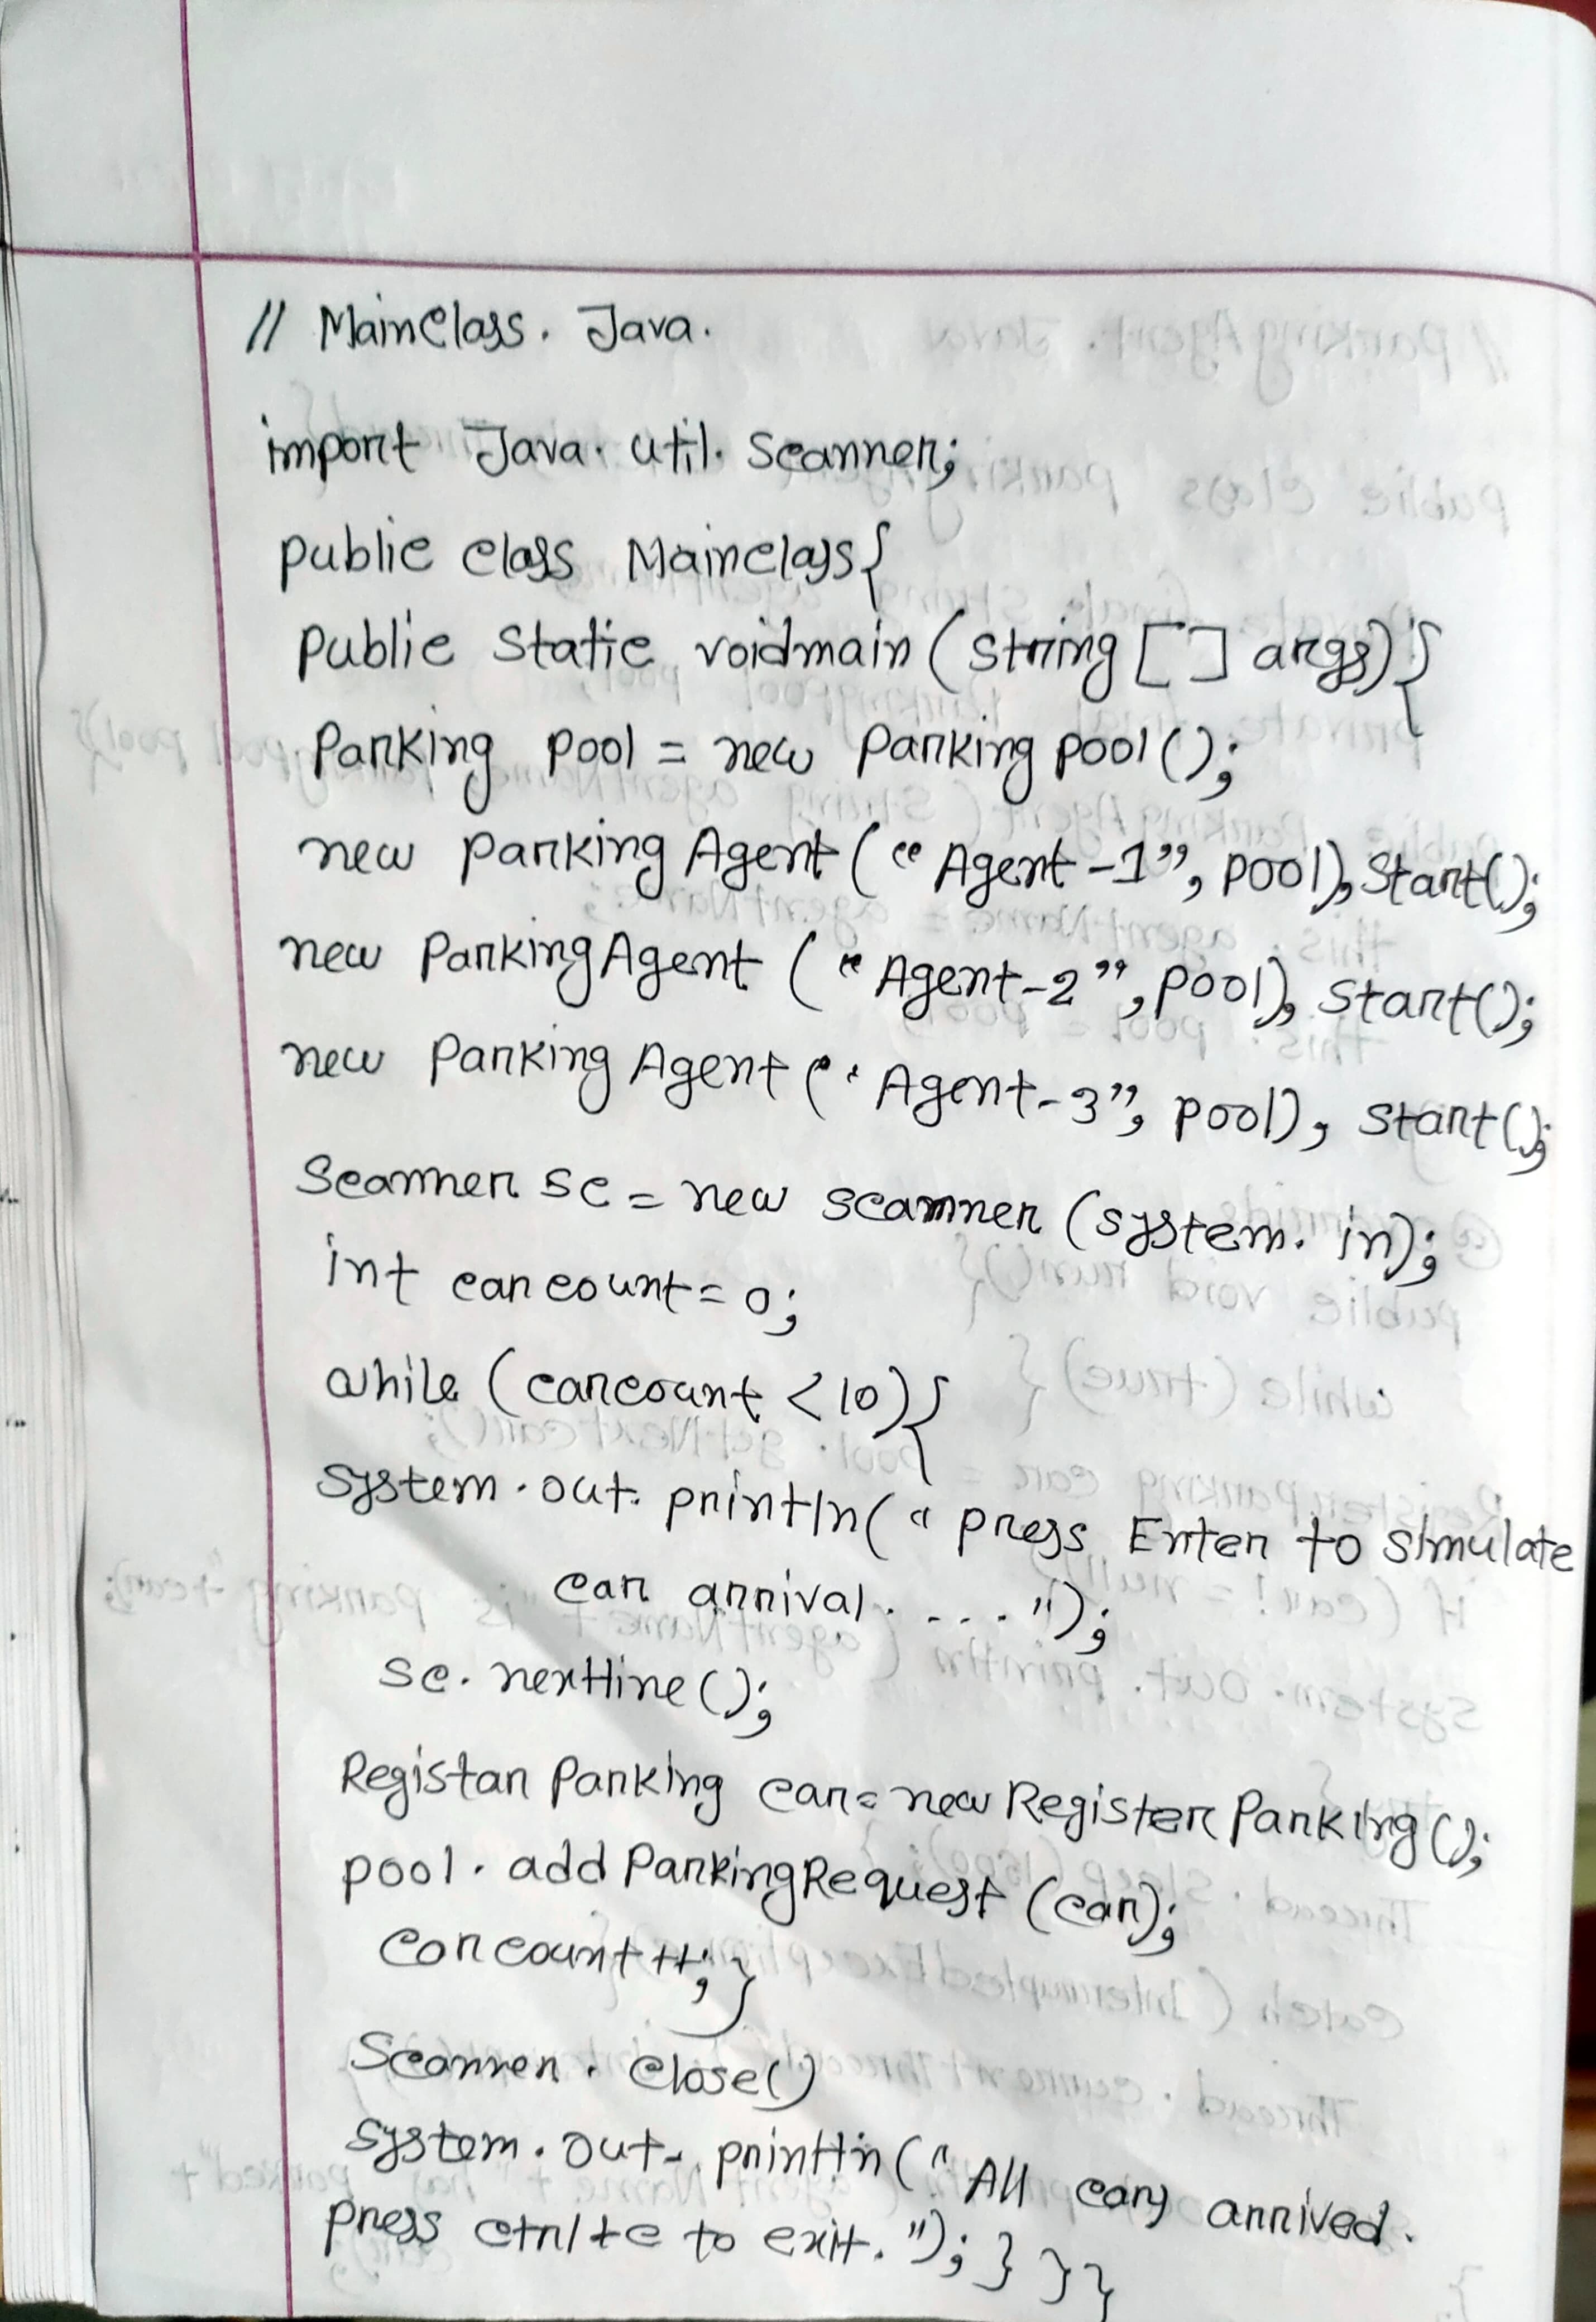 // MainClass. Java.
import Java. util. Scanner;
public class Mainclass{
public static voidmain (string [ ] args){
Parking pool = new Parking pool ();
new parking Agent ("Agent-1", pool), Start();
new ParkingAgent ("Agent-2", pool), Start();
new Parking Agent ("Agent-3", pool), Start();
Scanner sc = new scanner (system. in);
int carcount = 0;
while (carcount < 10){
system. out. println(" press Enter to simulate
car arrival. . . . ");
sc. nextline ();
Registar Parking car = new Register Parking ();
pool. add ParkingRequest (car);
carcount ++; }
Scanner. close()
system. out. println (" All cars arrived.
press ctrl+c to exit. "); } } }